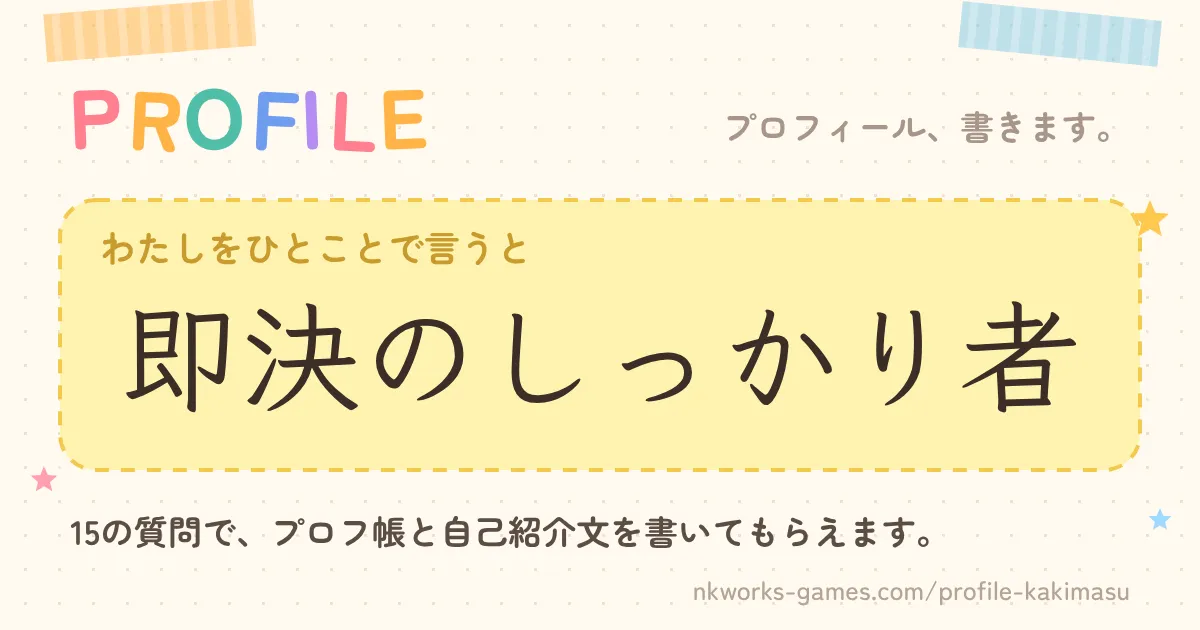 PROFILE
プロフィール、書きます。
わたしをひとことで言うと
即決のしっかり者
15の質問で、プロフ帳と自己紹介文を書いてもらえます。
nkworks-games.com/profile-kakimasu